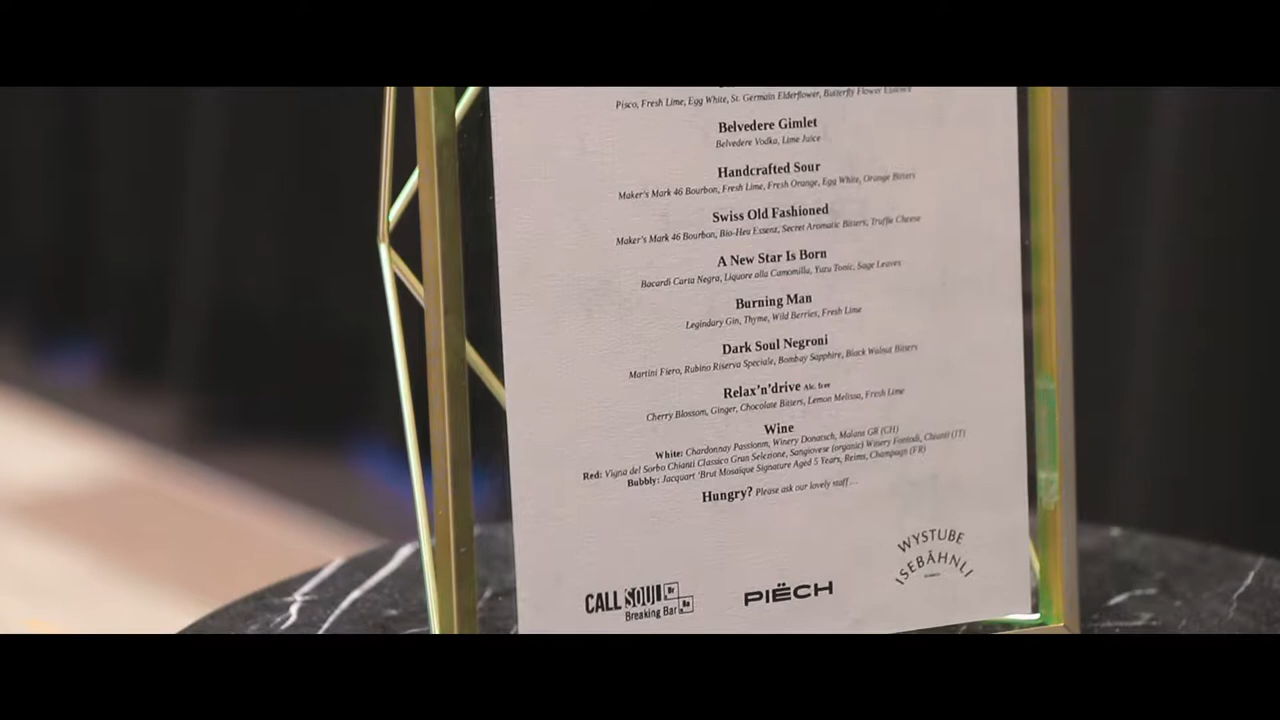 Pisco, Fresh Lime, Egg White, St. Germain Elderflower, Butterfly Flower Essence
Belvedere Gimlet
Belvedere Vodka, Lime Juice
Handcrafted Sour
Maker's Mark 46 Bourbon, Fresh Lime, Fresh Orange, Egg White, Orange Bitters
Swiss Old Fashioned
Maker's Mark 46 Bourbon, Bio-Heu Essenz, Secret Aromatic Bitters, Truffle Cheese
A New Star Is Born
Bacardi Carta Negra, Liquore alla Camomilla, Yuzu Tonic, Sage Leaves
Burning Man
Legindary Gin, Thyme, Wild Berries, Fresh Lime
Dark Soul Negroni
Martini Fiero, Rubino Riserva Speciale, Bombay Sapphire, Black Walnut Bitters
Relax'n'drive Alc. free
Cherry Blossom, Ginger, Chocolate Bitters, Lemon Melissa, Fresh Lime
Wine
White: Chardonnay Passionm, Winery Donatsch, Malans GR (CH)
Red: Vigna del Sorbo Chianti Classico Gran Selezione, Sangiovese (organic) Winery Fontodi, Chianti (IT)
Bubbly: Jacquart 'Brut Mosaïque Signature Aged 5 Years, Reims, Champagn (FR)
Hungry? Please ask our lovely staff...
CALL SOUL Br Ba
Breaking Bar
PIËCH
WYSTUBE
ISEBÄHNLI